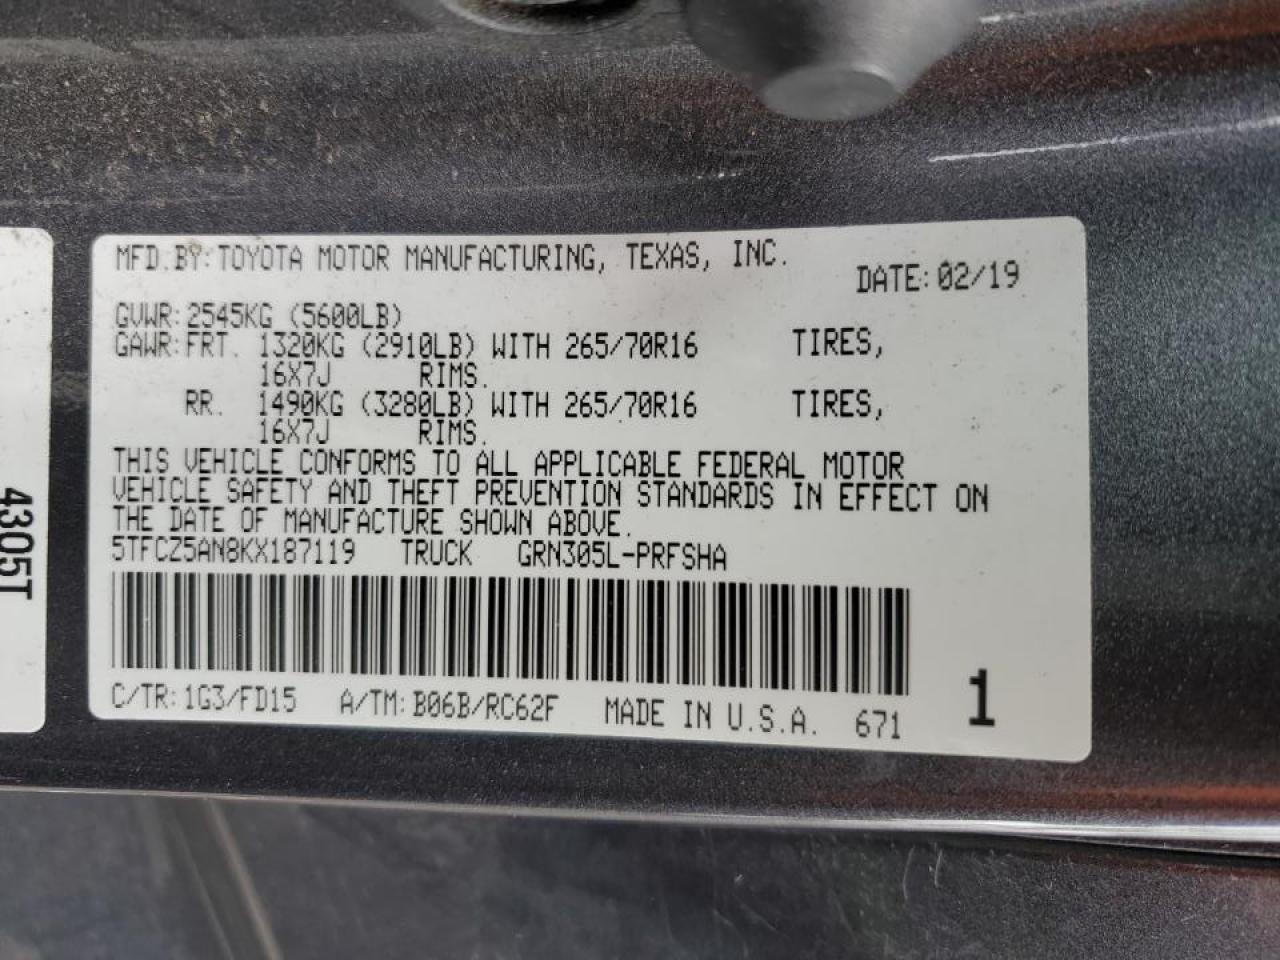 MFD.BY:TOYOTA MOTOR MANUFACTURING, TEXAS, INC.
DATE:02/19
GVWR:2545KG (5600LB)
GAWR:FRT. 1320KG (2910LB) WITH 265/70R16 TIRES,
16X7J RIMS.
RR. 1490KG (3280LB) WITH 265/70R16 TIRES,
16X7J RIMS.
THIS VEHICLE CONFORMS TO ALL APPLICABLE FEDERAL MOTOR
VEHICLE SAFETY AND THEFT PREVENTION STANDARDS IN EFFECT ON
THE DATE OF MANUFACTURE SHOWN ABOVE.
5TFCZ5AN8KX187119 TRUCK GRN305L-PRFSHA
C/TR:1G3/FD15 A/TM:B06B/RC62F MADE IN U.S.A. 671
1
4305T